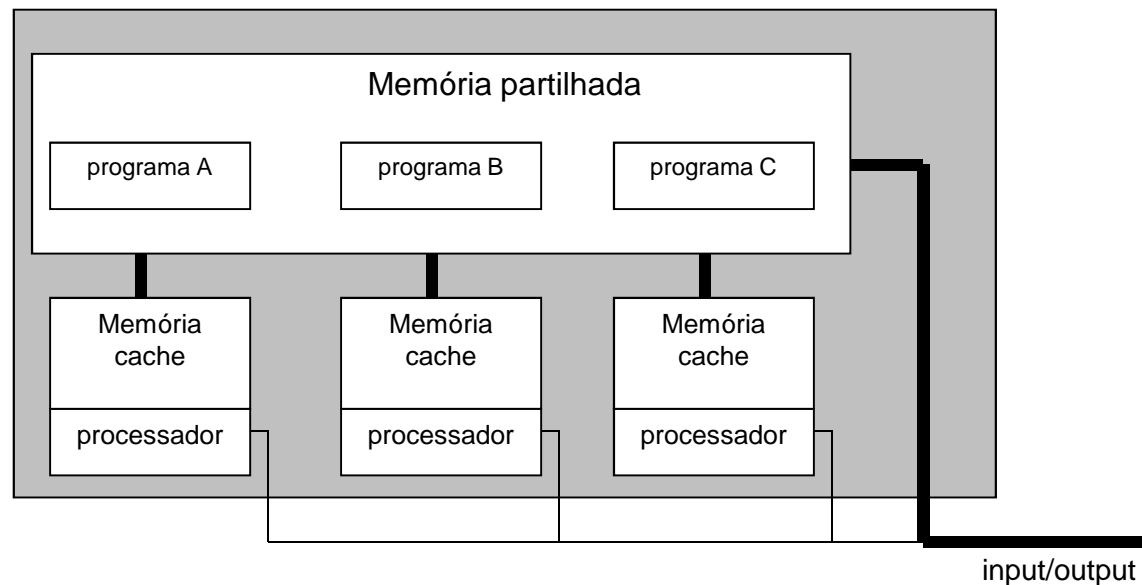 Memória partilhada
programa A
programa B
programa C
Memória
cache
processador
Memória
cache
processador
Memória
cache
processador
input/output